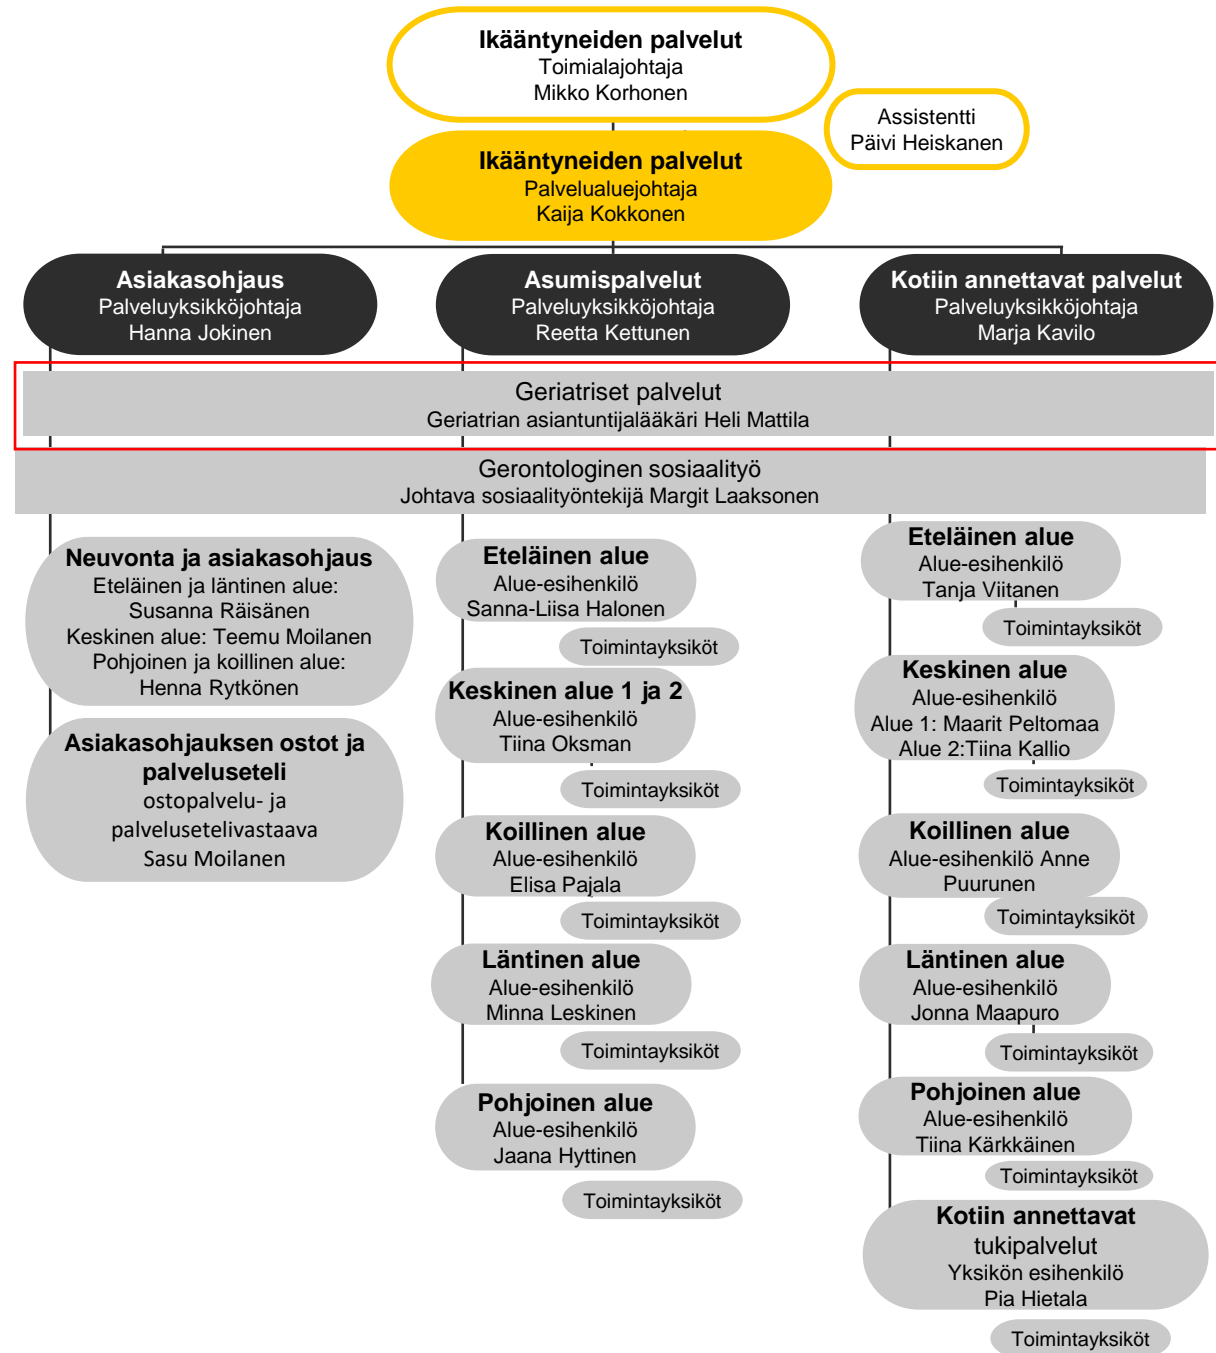 Ikääntyneiden palvelut
Toimialajohtaja
Mikko Korhonen
Assistentti
Päivi Heiskanen
Ikääntyneiden palvelut
Palvelualuejohtaja
Kaija Kokkonen
Asiakasohjaus
Palveluyksikköjohtaja
Hanna Jokinen
Asumispalvelut
Palveluyksikköjohtaja
Reetta Kettunen
Kotiin annettavat palvelut
Palveluyksikköjohtaja
Marja Kavilo
Geriatriset palvelut
Geriatrian asiantuntijalääkäri Heli Mattila
Gerontologinen sosiaalityö
Johtava sosiaalityöntekijä Margit Laaksonen
Neuvonta ja asiakasohjaus
Eteläinen ja läntinen alue:
Susanna Räisänen
Keskinen alue: Teemu Moilanen
Pohjoinen ja koillinen alue:
Henna Rytkönen
Asiakasohjauksen ostot ja
palveluseteli
ostopalvelu- ja
palvelusetelivastaava
Sasu Moilanen
Eteläinen alue
Alue-esihenkilö
Sanna-Liisa Halonen
Toimintayksiköt
Keskinen alue 1 ja 2
Alue-esihenkilö
Tiina Oksman
Toimintayksiköt
Koillinen alue
Alue-esihenkilö
Elisa Pajala
Toimintayksiköt
Läntinen alue
Alue-esihenkilö
Minna Leskinen
Toimintayksiköt
Pohjoinen alue
Alue-esihenkilö
Jaana Hyttinen
Toimintayksiköt
Eteläinen alue
Alue-esihenkilö
Tanja Viitanen
Toimintayksiköt
Keskinen alue
Alue-esihenkilö
Alue 1: Maarit Peltomaa
Alue 2:Tiina Kallio
Toimintayksiköt
Koillinen alue
Alue-esihenkilö Anne
Puurunen
Toimintayksiköt
Läntinen alue
Alue-esihenkilö
Jonna Maapuro
Toimintayksiköt
Pohjoinen alue
Alue-esihenkilö
Tiina Kärkkäinen
Toimintayksiköt
Kotiin annettavat
tukipalvelut
Yksikön esihenkilö
Pia Hietala
Toimintayksiköt